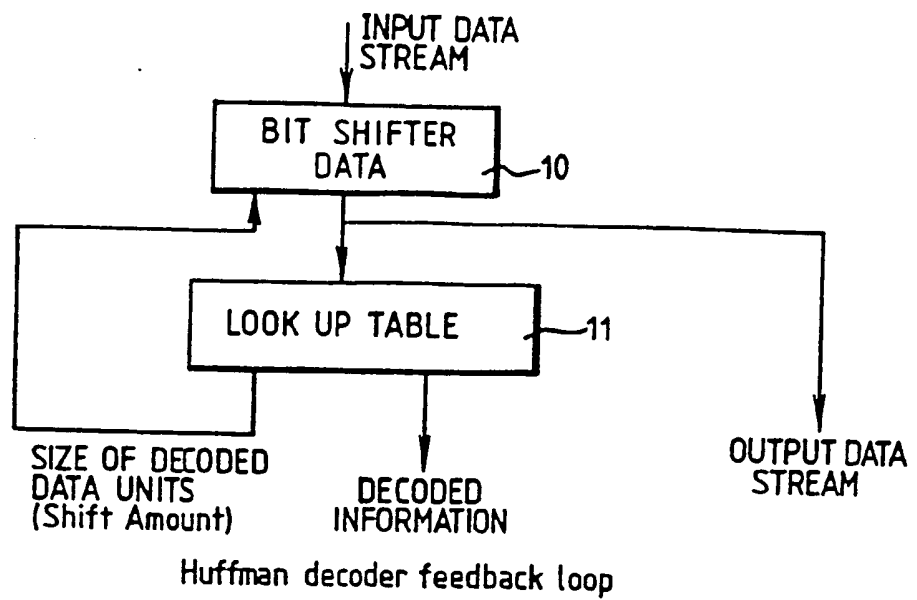 INPUT DATA
STREAM
BIT SHIFTER
DATA
10
LOOK UP TABLE
11
SIZE OF DECODED
DATA UNITS
(Shift Amount)
DECODED
INFORMATION
OUTPUT DATA
STREAM
Huffman decoder feedback loop